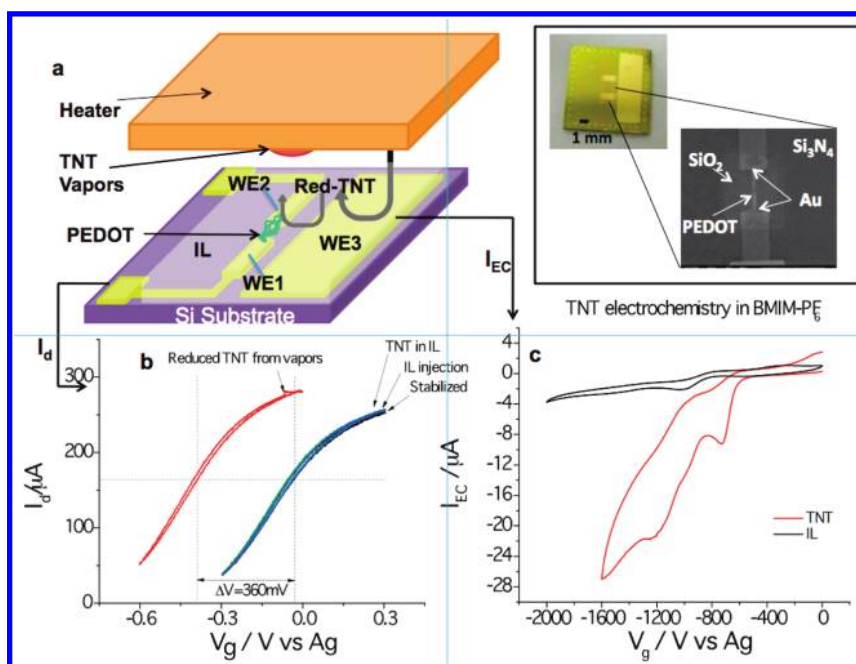 a
Heater
TNT
Vapors
WE2
Red-TNT
PEDOT
IL
WE3
WE1
Si Substrate
I_d
I_EC
1 mm
Si₃N₄
SiO₂
Au
PEDOT
TNT electrochemistry in BMIM-PF₆
b
Reduced TNT from vapors
TNT in IL
IL injection
Stabilized
300
250
200
150
100
50
0
I_d/µA
ΔV=360mV
-0.6
-0.3
0.0
0.3
V_g / V vs Ag
c
4
0
-4
-8
-12
-16
-20
-24
-28
I_EC / µA
TNT
IL
-2000
-1600
-1200
-800
-400
0
V_g / V vs Ag